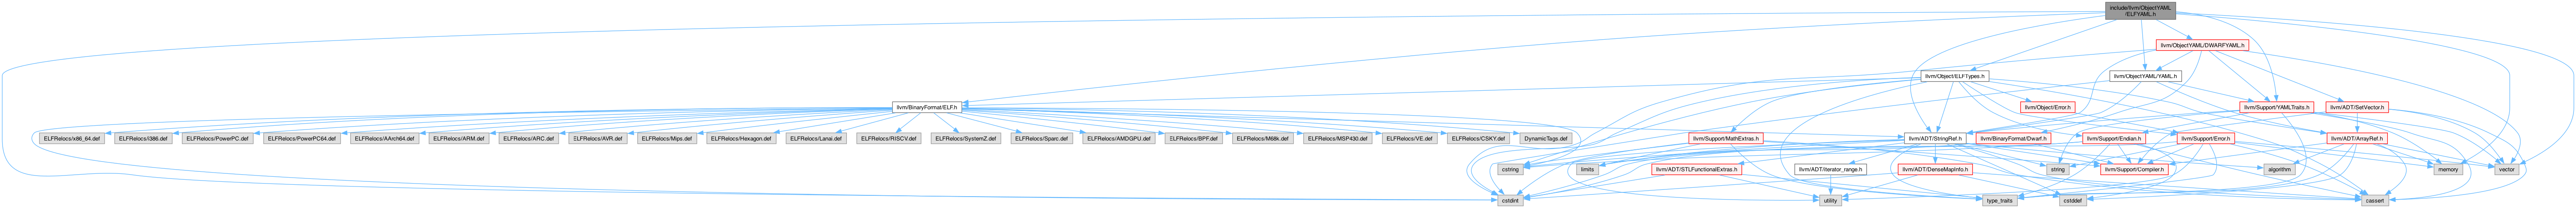 include/llvm/ObjectYAML
/ELFYAML.h
llvm/ObjectYAML/DWARFYAML.h
llvm/Object/ELFTypes.h
llvm/ObjectYAML/YAML.h
llvm/BinaryFormat/ELF.h
llvm/Object/Error.h
llvm/Support/YAMLTraits.h
llvm/ADT/SetVector.h
ELFRelocs/x86_64.def
ELFRelocs/i386.def
ELFRelocs/PowerPC.def
ELFRelocs/PowerPC64.def
ELFRelocs/AArch64.def
ELFRelocs/ARM.def
ELFRelocs/ARC.def
ELFRelocs/AVR.def
ELFRelocs/Mips.def
ELFRelocs/Hexagon.def
ELFRelocs/Lanai.def
ELFRelocs/RISCV.def
ELFRelocs/SystemZ.def
ELFRelocs/Sparc.def
ELFRelocs/AMDGPU.def
ELFRelocs/BPF.def
ELFRelocs/M68k.def
ELFRelocs/MSP430.def
ELFRelocs/VE.def
ELFRelocs/CSKY.def
DynamicTags.def
llvm/Support/MathExtras.h
llvm/ADT/StringRef.h
llvm/BinaryFormat/Dwarf.h
llvm/Support/Endian.h
llvm/Support/Error.h
llvm/ADT/ArrayRef.h
cstring
limits
llvm/ADT/STLFunctionalExtras.h
llvm/ADT/iterator_range.h
llvm/ADT/DenseMapInfo.h
string
llvm/Support/Compiler.h
algorithm
memory
vector
cstdint
utility
type_traits
cstddef
cassert